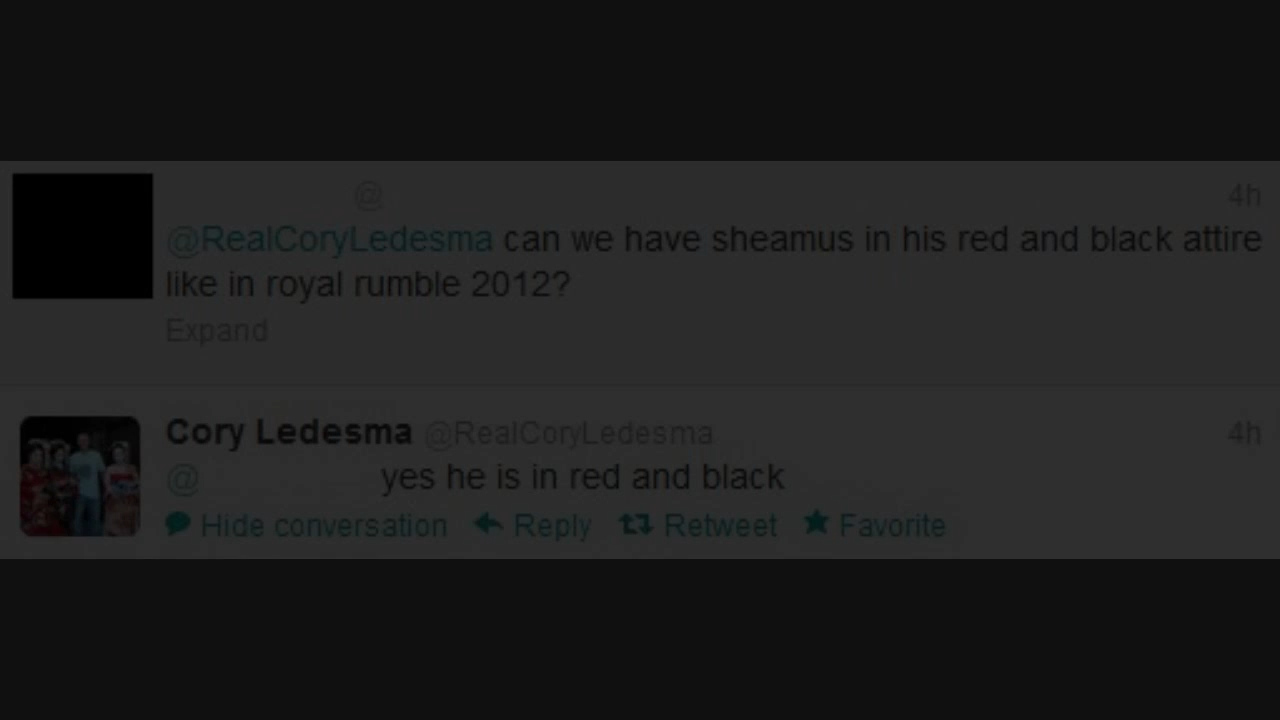 @ 4h
@RealCoryLedesma can we have sheamus in his red and black attire
like in royal rumble 2012?
Expand
Cory Ledesma @RealCoryLedesma 4h
@ yes he is in red and black
Hide conversation Reply Retweet Favorite